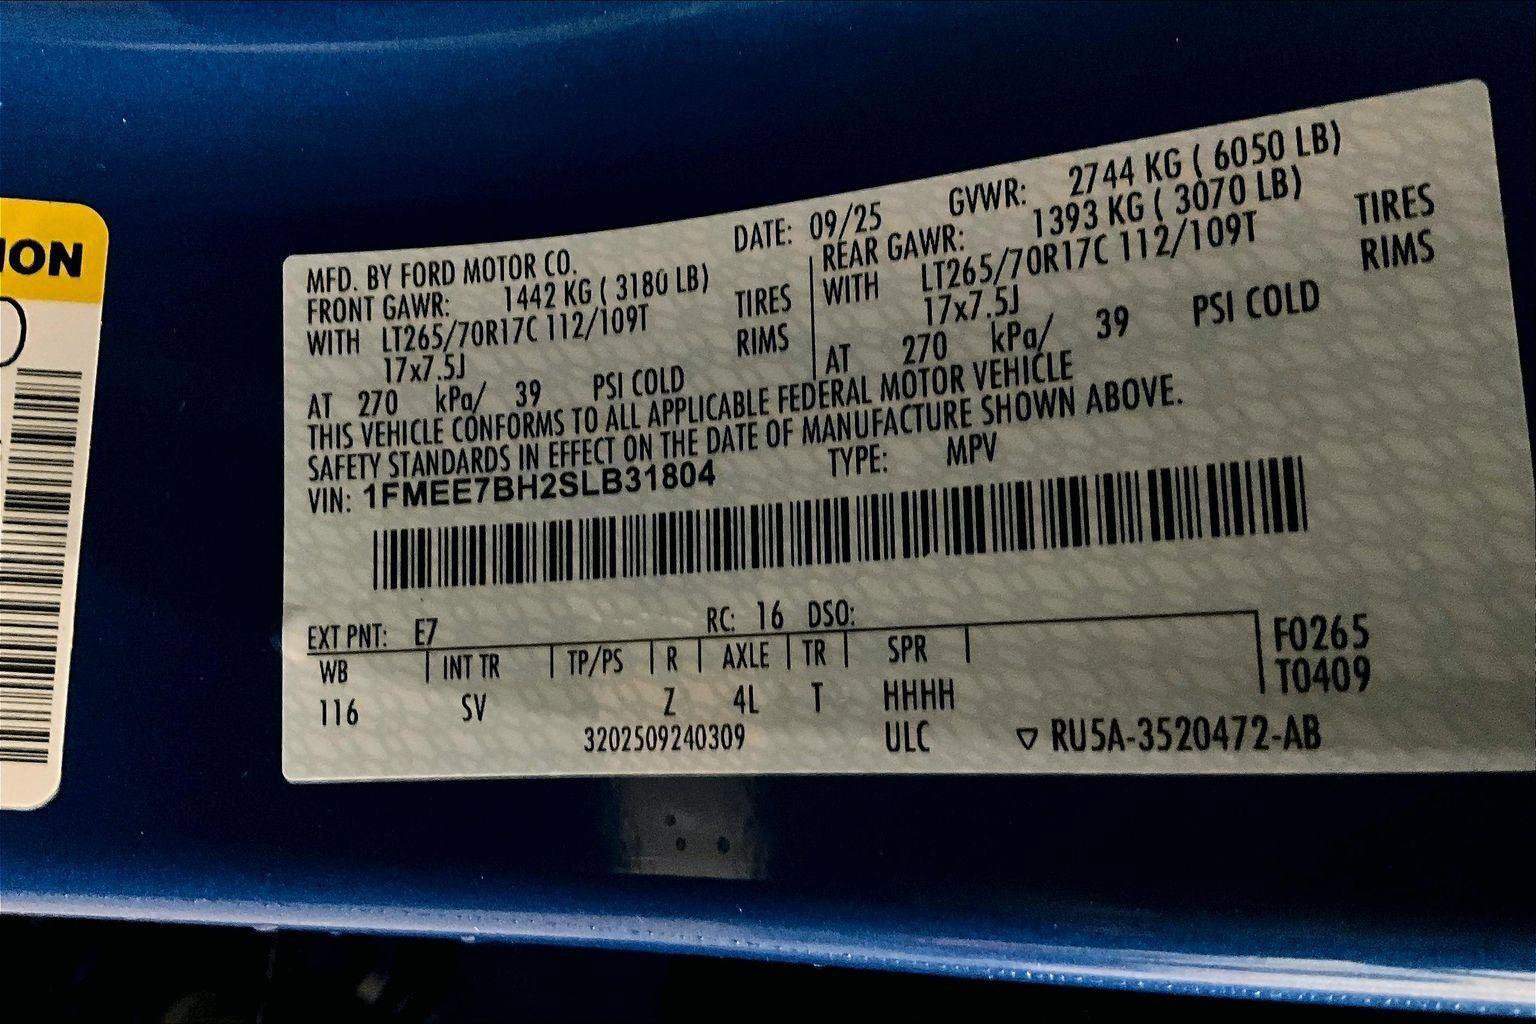 ION
MFD. BY FORD MOTOR CO. DATE: 09/25 GVWR: 2744 KG ( 6050 LB)
FRONT GAWR: 1442 KG ( 3180 LB) REAR GAWR: 1393 KG ( 3070 LB)
WITH LT265/70R17C 112/109T TIRES WITH LT265/70R17C 112/109T TIRES
17x7.5J RIMS 17x7.5J RIMS
AT 270 kPa/ 39 PSI COLD AT 270 kPa/ 39 PSI COLD
THIS VEHICLE CONFORMS TO ALL APPLICABLE FEDERAL MOTOR VEHICLE
SAFETY STANDARDS IN EFFECT ON THE DATE OF MANUFACTURE SHOWN ABOVE.
VIN: 1FMEE7BH2SLB31804 TYPE: MPV
EXT PNT: E7 RC: 16 DSO:
WB INT TR TP/PS R AXLE TR SPR F0265
116 SV Z 4L T HHHH T0409
3202509240309 ULC ▽ RU5A-3520472-AB